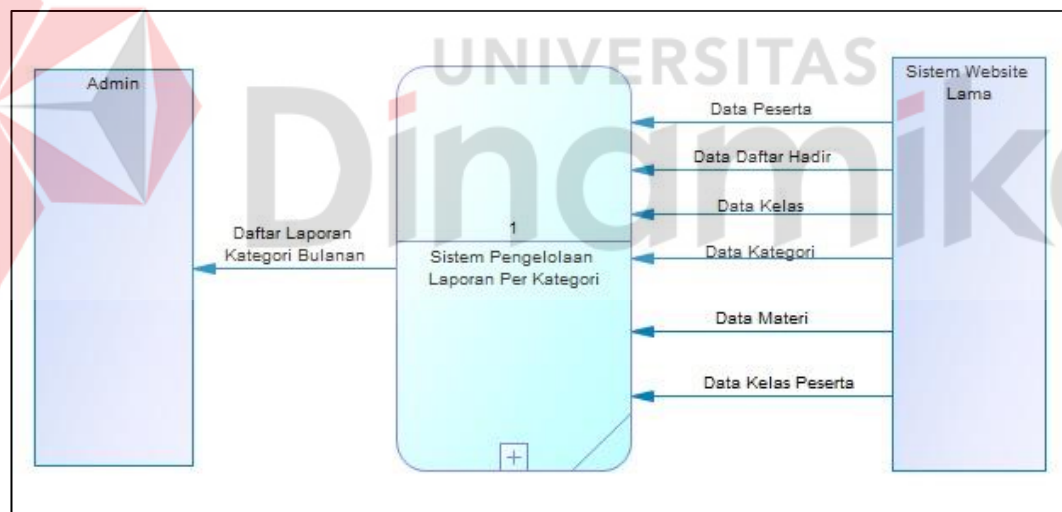 UNIVERSITAS
Dinamika
Admin
Sistem Website
Lama
Data Peserta
Data Daftar Hadir
Data Kelas
Data Kategori
Data Materi
Data Kelas Peserta
Daftar Laporan
Kategori Bulanan
1
Sistem Pengelolaan
Laporan Per Kategori